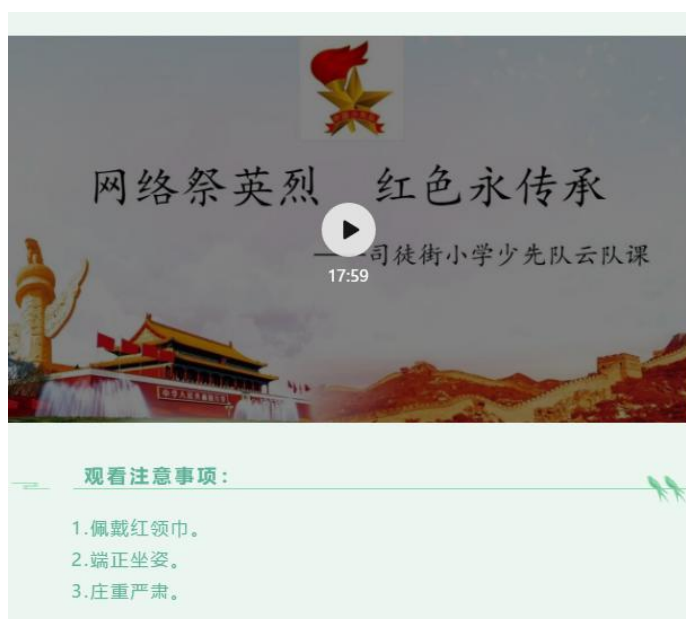 网络祭英烈 红色永传承
司徒街小学少先队云队课
17:59
观看注意事项：
1.佩戴红领巾。
2.端正坐姿。
3.庄重严肃。